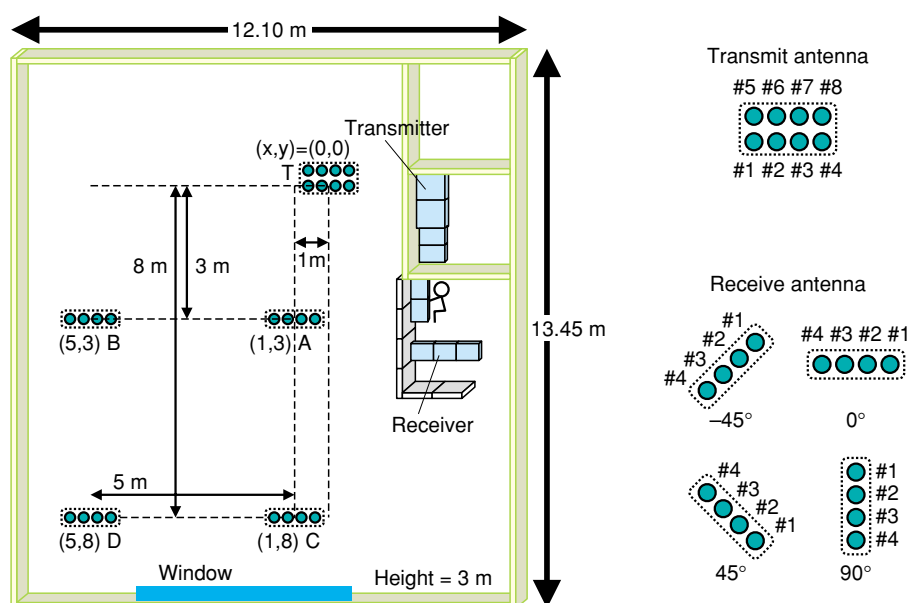 12.10 m
Transmitter
(x,y)=(0,0)
T
8 m
3 m
1m
13.45 m
(5,3) B
(1,3) A
Receiver
5 m
(5,8) D
(1,8) C
Window
Height = 3 m
Transmit antenna
#5 #6 #7 #8
#1 #2 #3 #4
Receive antenna
#1
#2
#3
#4
–45°
#4 #3 #2 #1
0°
#4
#3
#2
#1
45°
#1
#2
#3
#4
90°